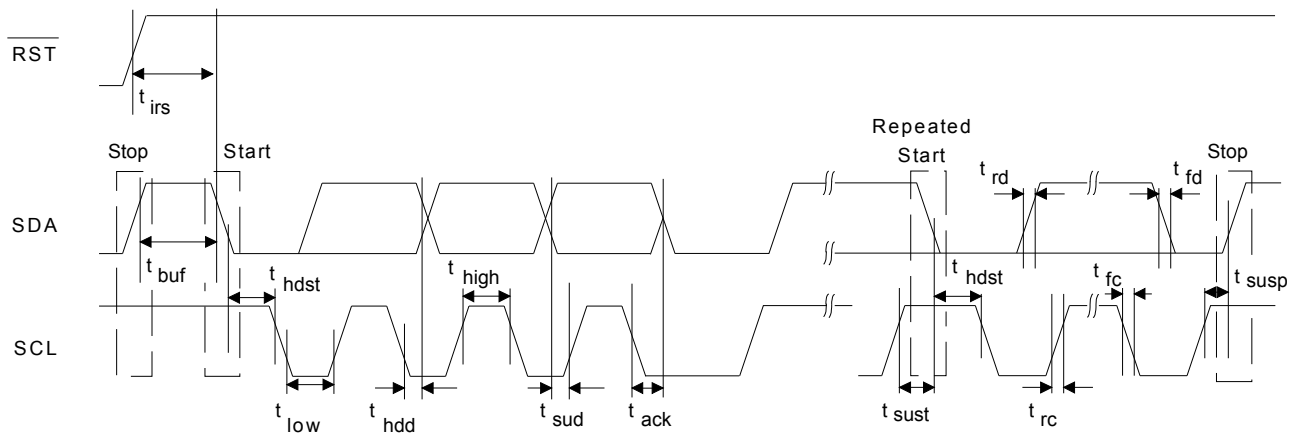 RST
t irs
Repeated
Stop Start Start Stop
t rd t fd
SDA
t buf t hdst t high t hdst t fc t susp
SCL
t low t hdd t sud t ack t sust t rc